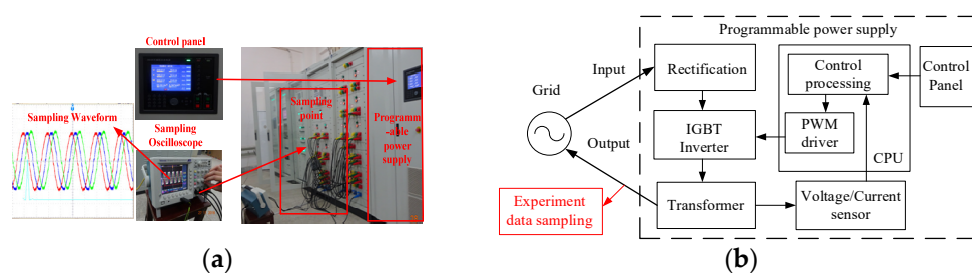 Control panel
Sampling Waveform
Sampling
Oscilloscope
Sampling
point
Programm
-able
power
supply
(a)
Programmable power supply
Input
Grid
Output
Rectification
IGBT
Inverter
Transformer
Control
processing
PWM
driver
CPU
Control
Panel
Voltage/Current
sensor
Experiment
data sampling
(b)